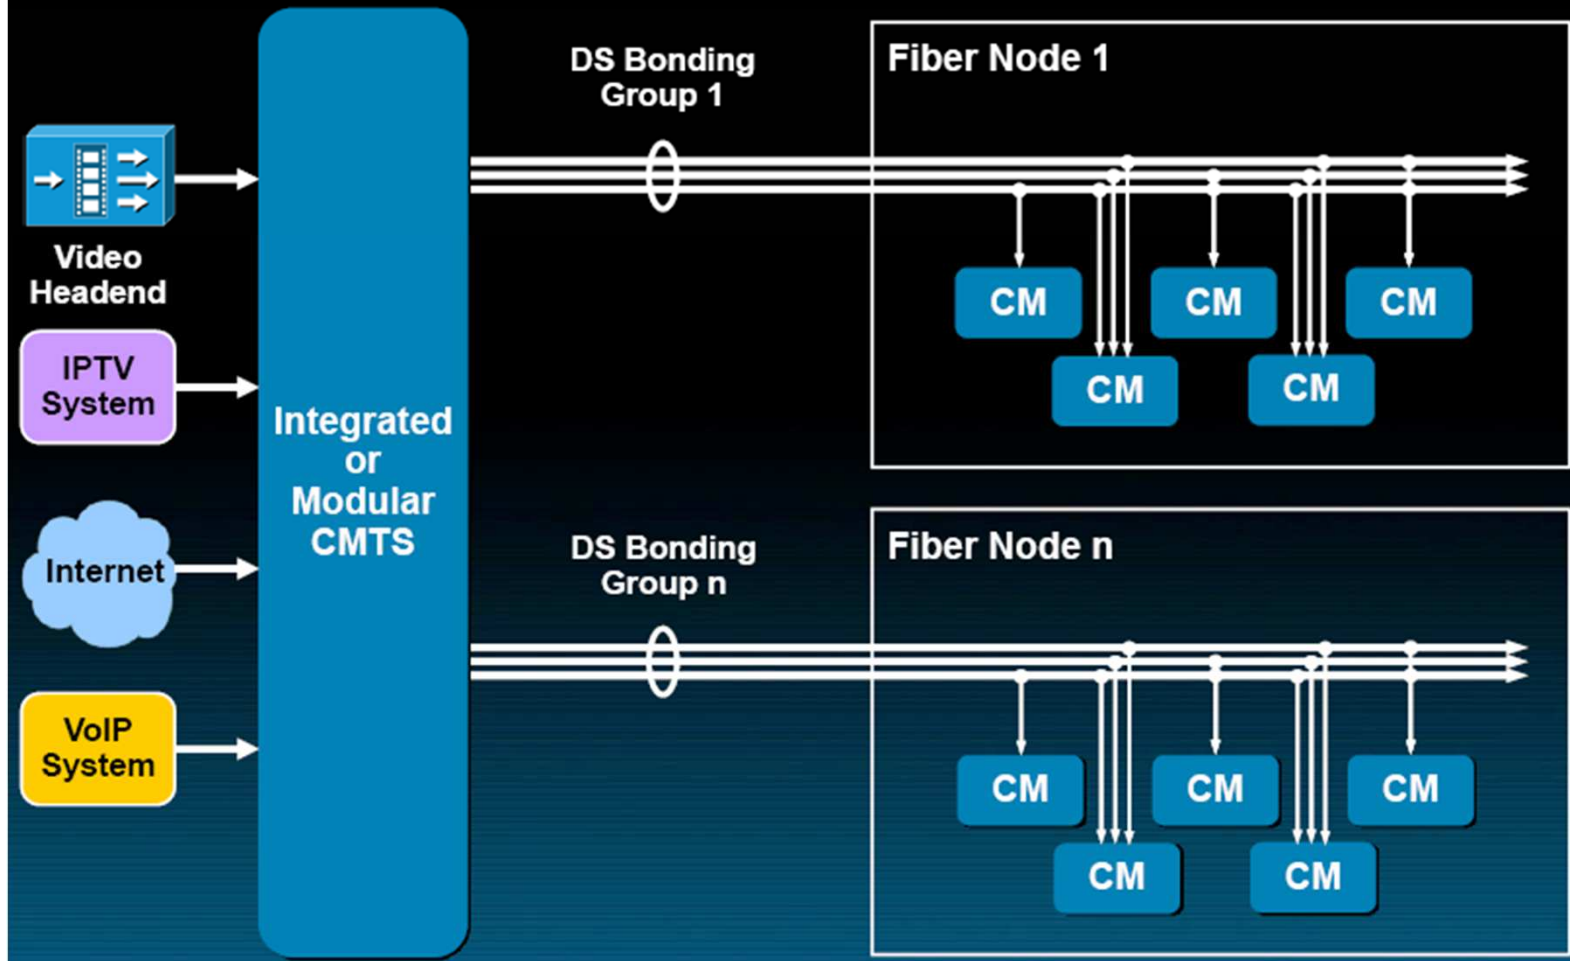 Video
Headend
IPTV
System
Internet
VoIP
System
Integrated
or
Modular
CMTS
DS Bonding
Group 1
Fiber Node 1
CM
CM
CM
CM
CM
DS Bonding
Group n
Fiber Node n
CM
CM
CM
CM
CM